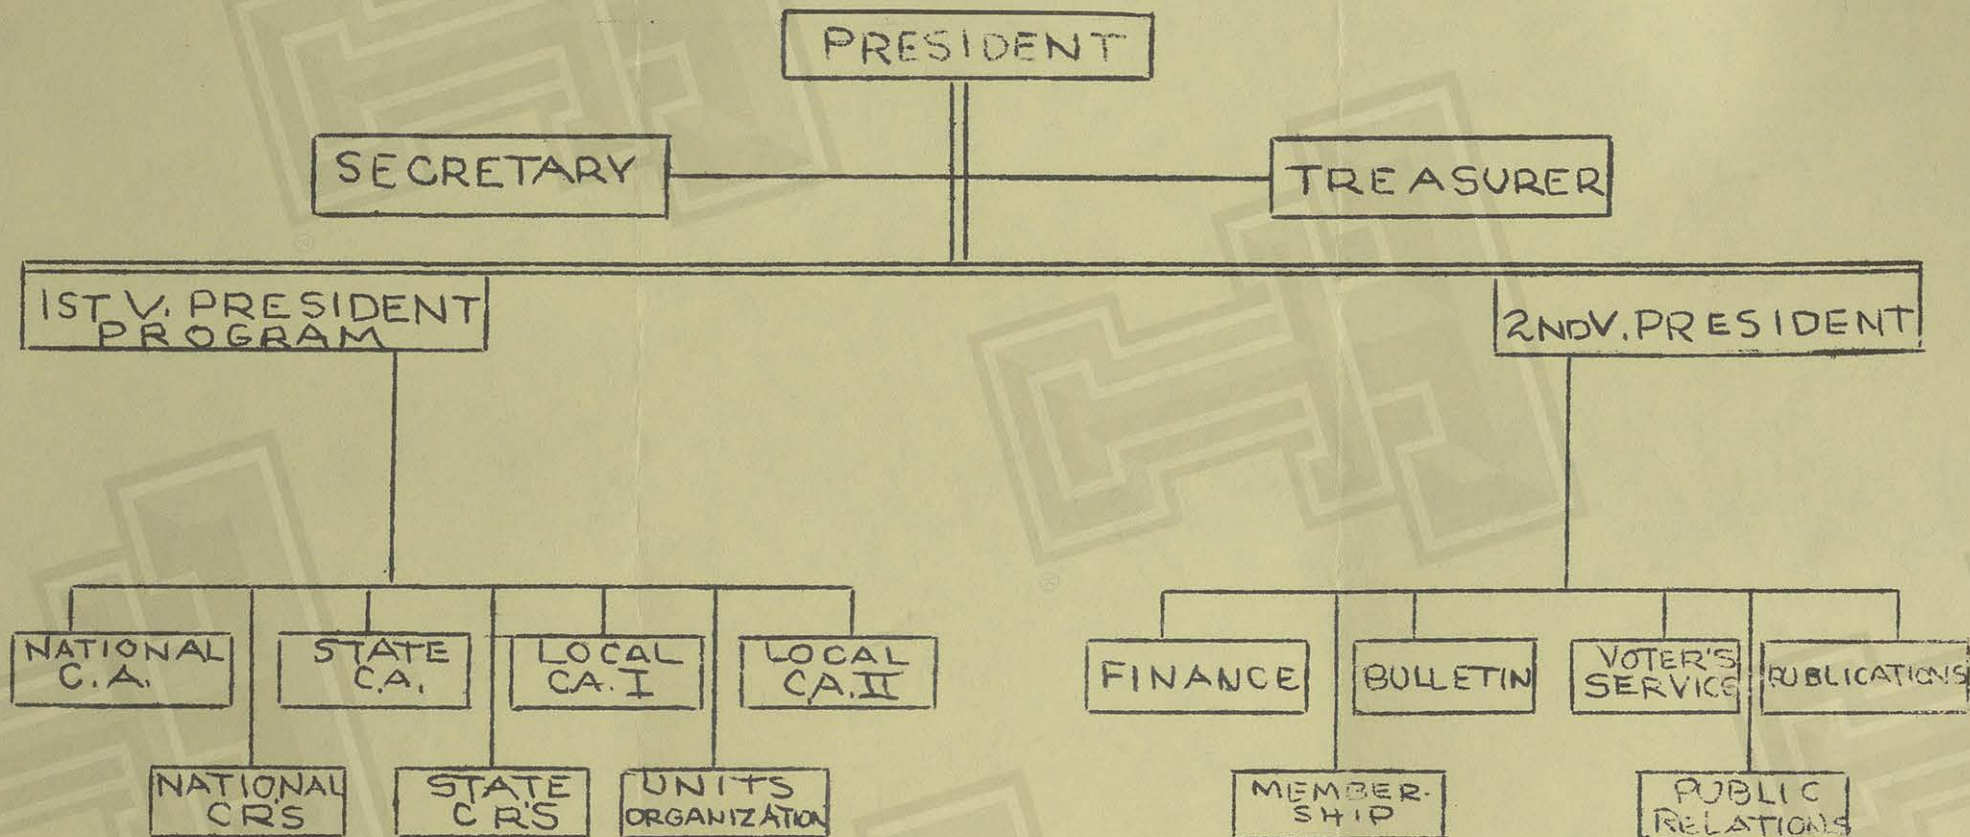 PRESIDENT
SECRETARY
TREASURER
1ST V. PRESIDENT
PROGRAM
2ND V. PRESIDENT
NATIONAL
C.A.
STATE
C.A.
LOCAL
C.A. I
LOCAL
C.A. II
FINANCE
BULLETIN
VOTER'S
SERVICE
PUBLICATIONS
NATIONAL
CR'S
STATE
CR'S
UNITS
ORGANIZATION
MEMBER-
SHIP
PUBLIC
RELATIONS